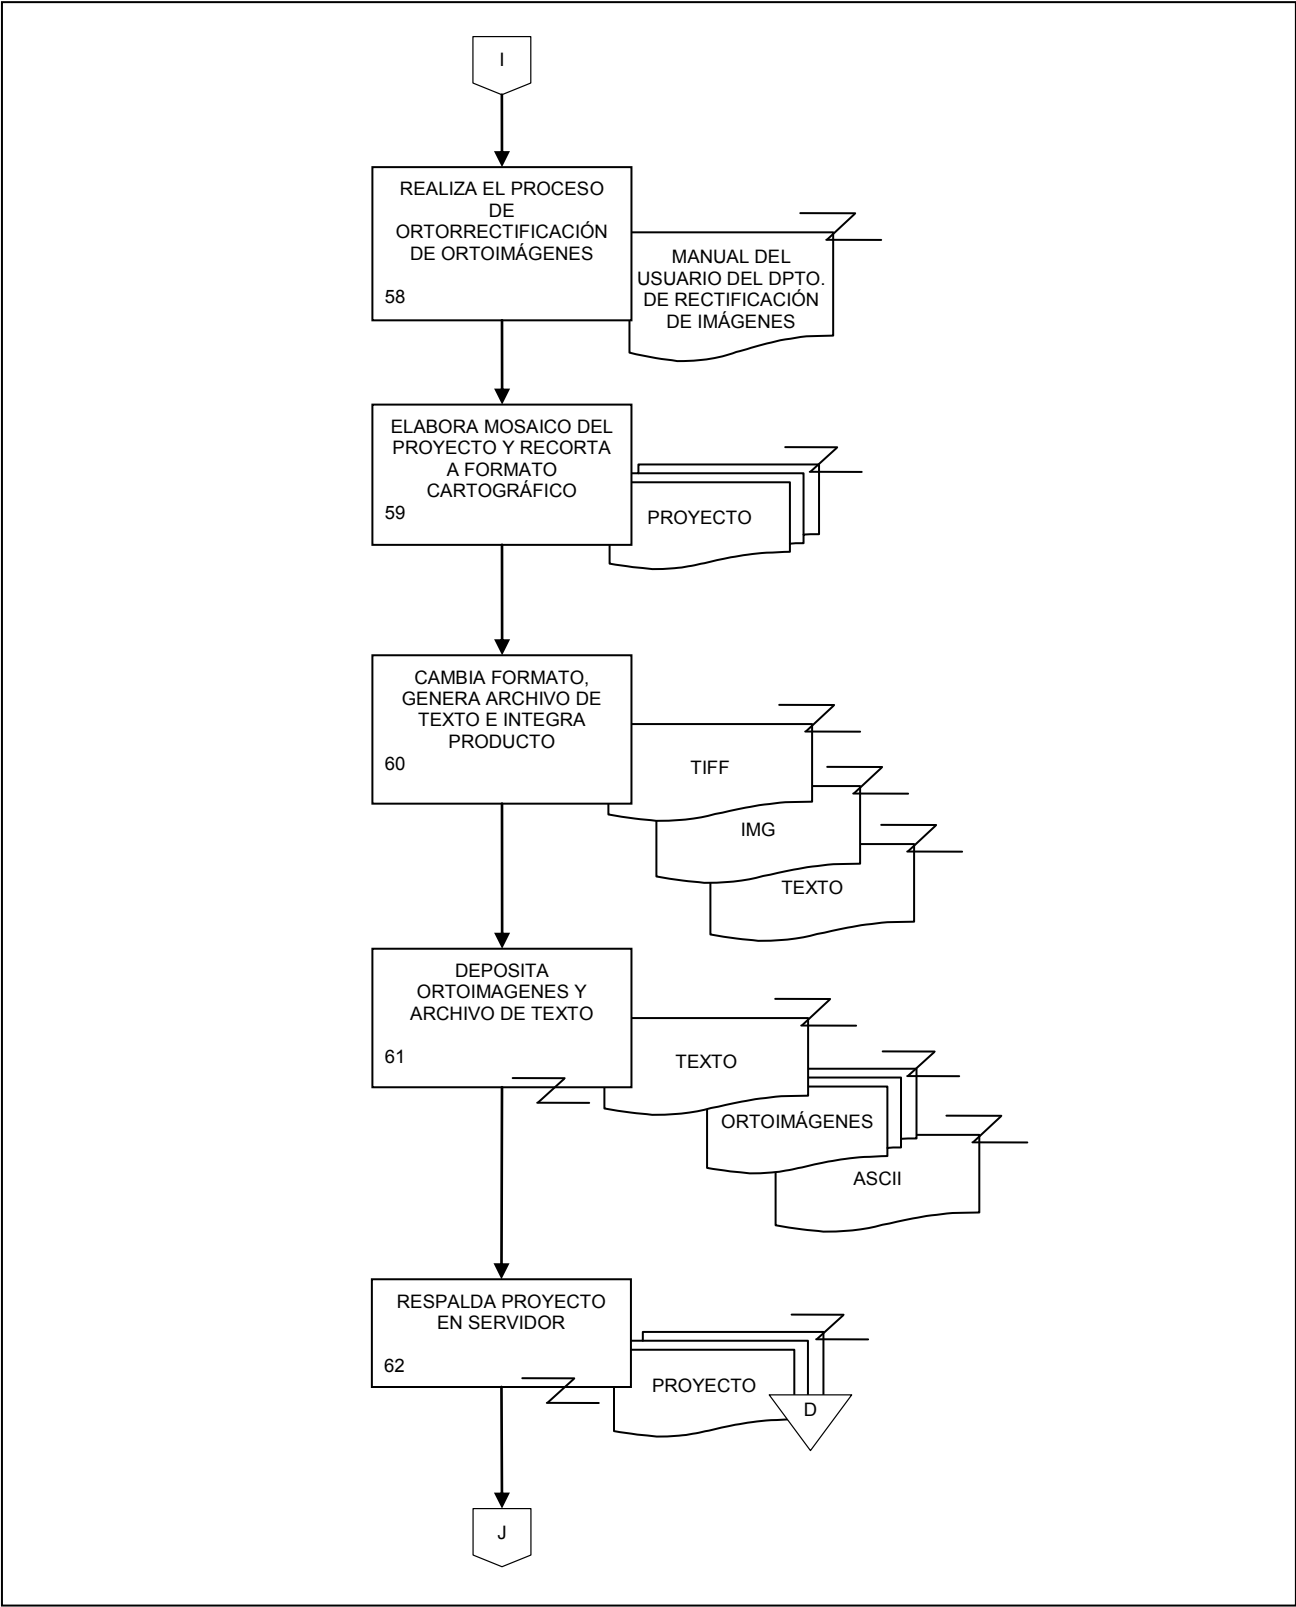 I
REALIZA EL PROCESO
DE
ORTORRECTIFICACIÓN
DE ORTOIMÁGENES
58
MANUAL DEL
USUARIO DEL DPTO.
DE RECTIFICACIÓN
DE IMÁGENES
ELABORA MOSAICO DEL
PROYECTO Y RECORTA
A FORMATO
CARTOGRÁFICO
59
PROYECTO
CAMBIA FORMATO,
GENERA ARCHIVO DE
TEXTO E INTEGRA
PRODUCTO
60
TIFF
IMG
TEXTO
DEPOSITA
ORTOIMAGENES Y
ARCHIVO DE TEXTO
61
TEXTO
ORTOIMÁGENES
ASCII
RESPALDA PROYECTO
EN SERVIDOR
62
PROYECTO
D
J